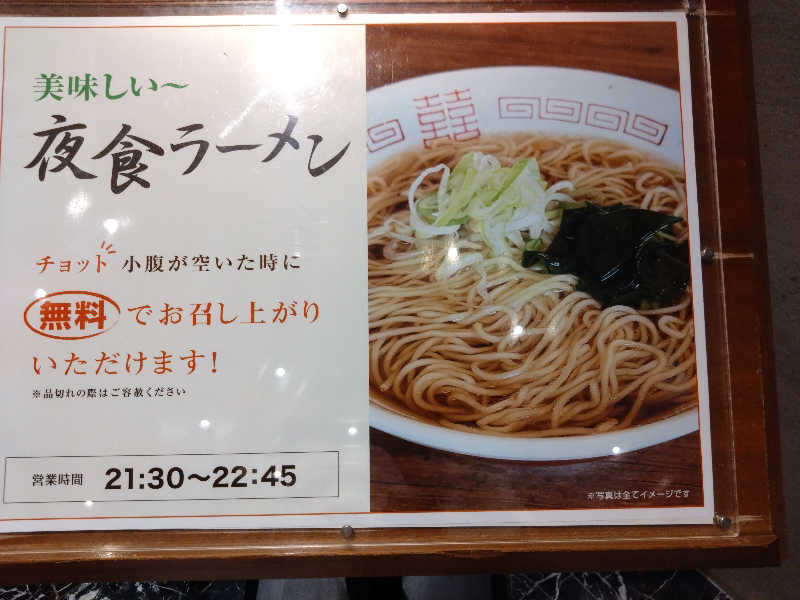 美味しい～
夜食ラーメン
チョット 小腹が空いた時に
無料でお召し上がり
いただけます!
※品切れの際はご容赦ください
営業時間 21:30～22:45
囍
※写真は全てイメージです